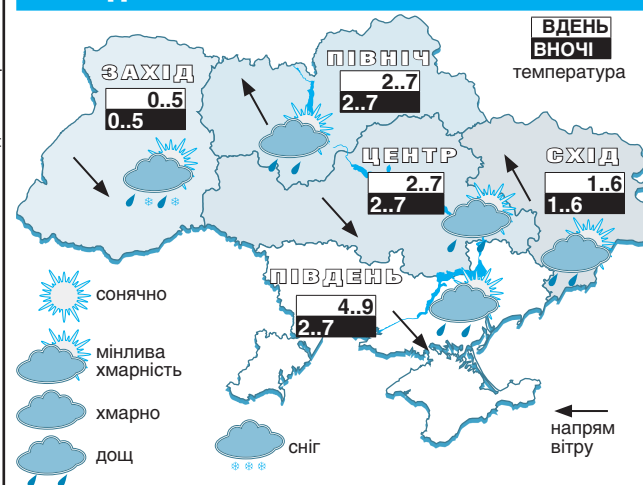 ВДЕНЬ
ВНОЧІ
температура
ЗАХІД
0..5
0..5
ПІВНІЧ
2..7
2..7
ЦЕНТР
2..7
2..7
СХІД
1..6
1..6
ПІВДЕНЬ
4..9
2..7
сонячно
мінлива
хмарність
хмарно
дощ
сніг
напрям
вітру